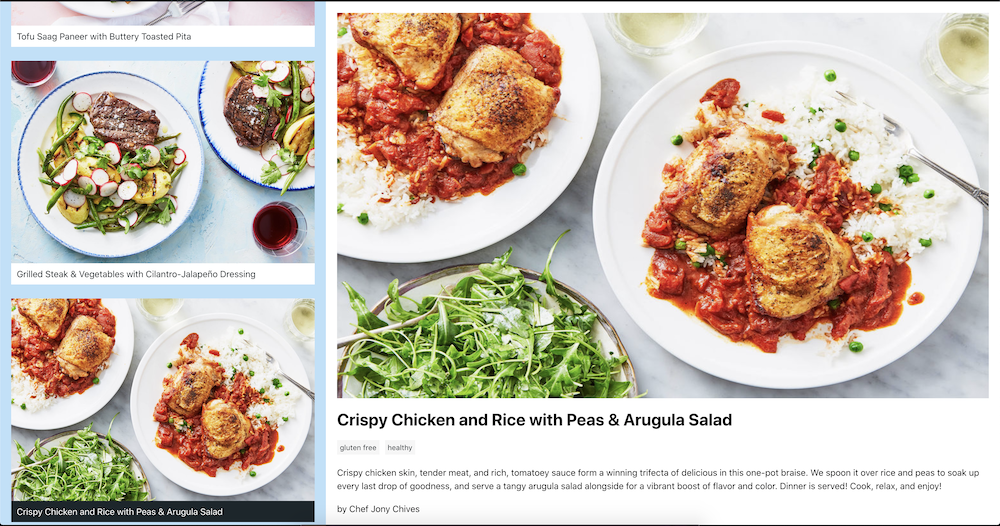 Tofu Saag Paneer with Buttery Toasted Pita
Grilled Steak & Vegetables with Cilantro-Jalapeño Dressing
Crispy Chicken and Rice with Peas & Arugula Salad
Crispy Chicken and Rice with Peas & Arugula Salad
gluten free healthy
Crispy chicken skin, tender meat, and rich, tomatoey sauce form a winning trifecta of delicious in this one-pot braise. We spoon it over rice and peas to soak up
every last drop of goodness, and serve a tangy arugula salad alongside for a vibrant boost of flavor and color. Dinner is served! Cook, relax, and enjoy!
by Chef Jony Chives